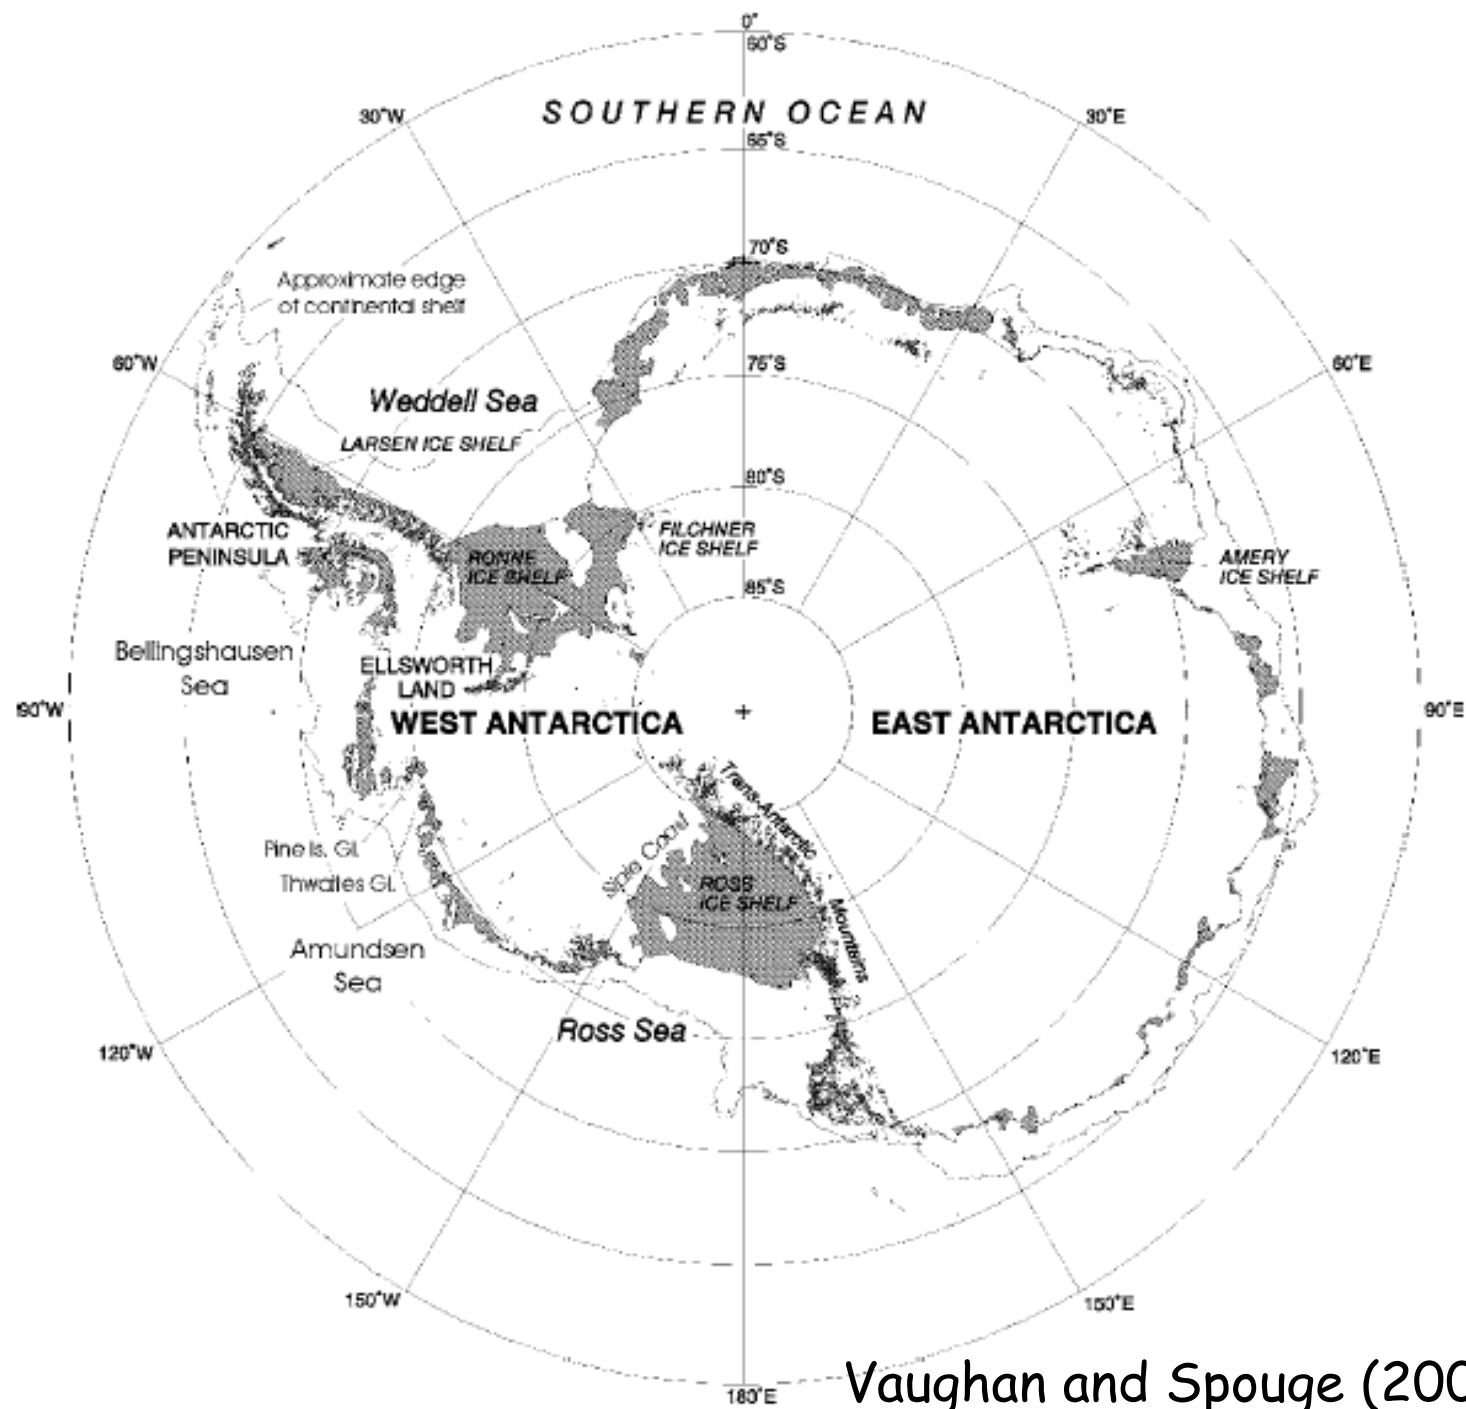 0°
60°S
SOUTHERN OCEAN
30°W
30°E
65°S
70°S
Approximate edge
of continental shelf
60°W
60°E
75°S
Weddell Sea
LARSEN ICE SHELF
80°S
ANTARCTIC
PENINSULA
RONNE
ICE SHELF
FILCHNER
ICE SHELF
AMERY
ICE SHELF
85°S
Bellingshausen
Sea
ELLSWORTH
LAND
90°W
WEST ANTARCTICA
EAST ANTARCTICA
90°E
Trans-Antarctic
Mountains
Siple Coast
Pine Is. Gl.
Thwaites Gl.
ROSS
ICE SHELF
Amundsen
Sea
Ross Sea
120°W
120°E
150°W
150°E
180°E
Vaughan and Spouge (200